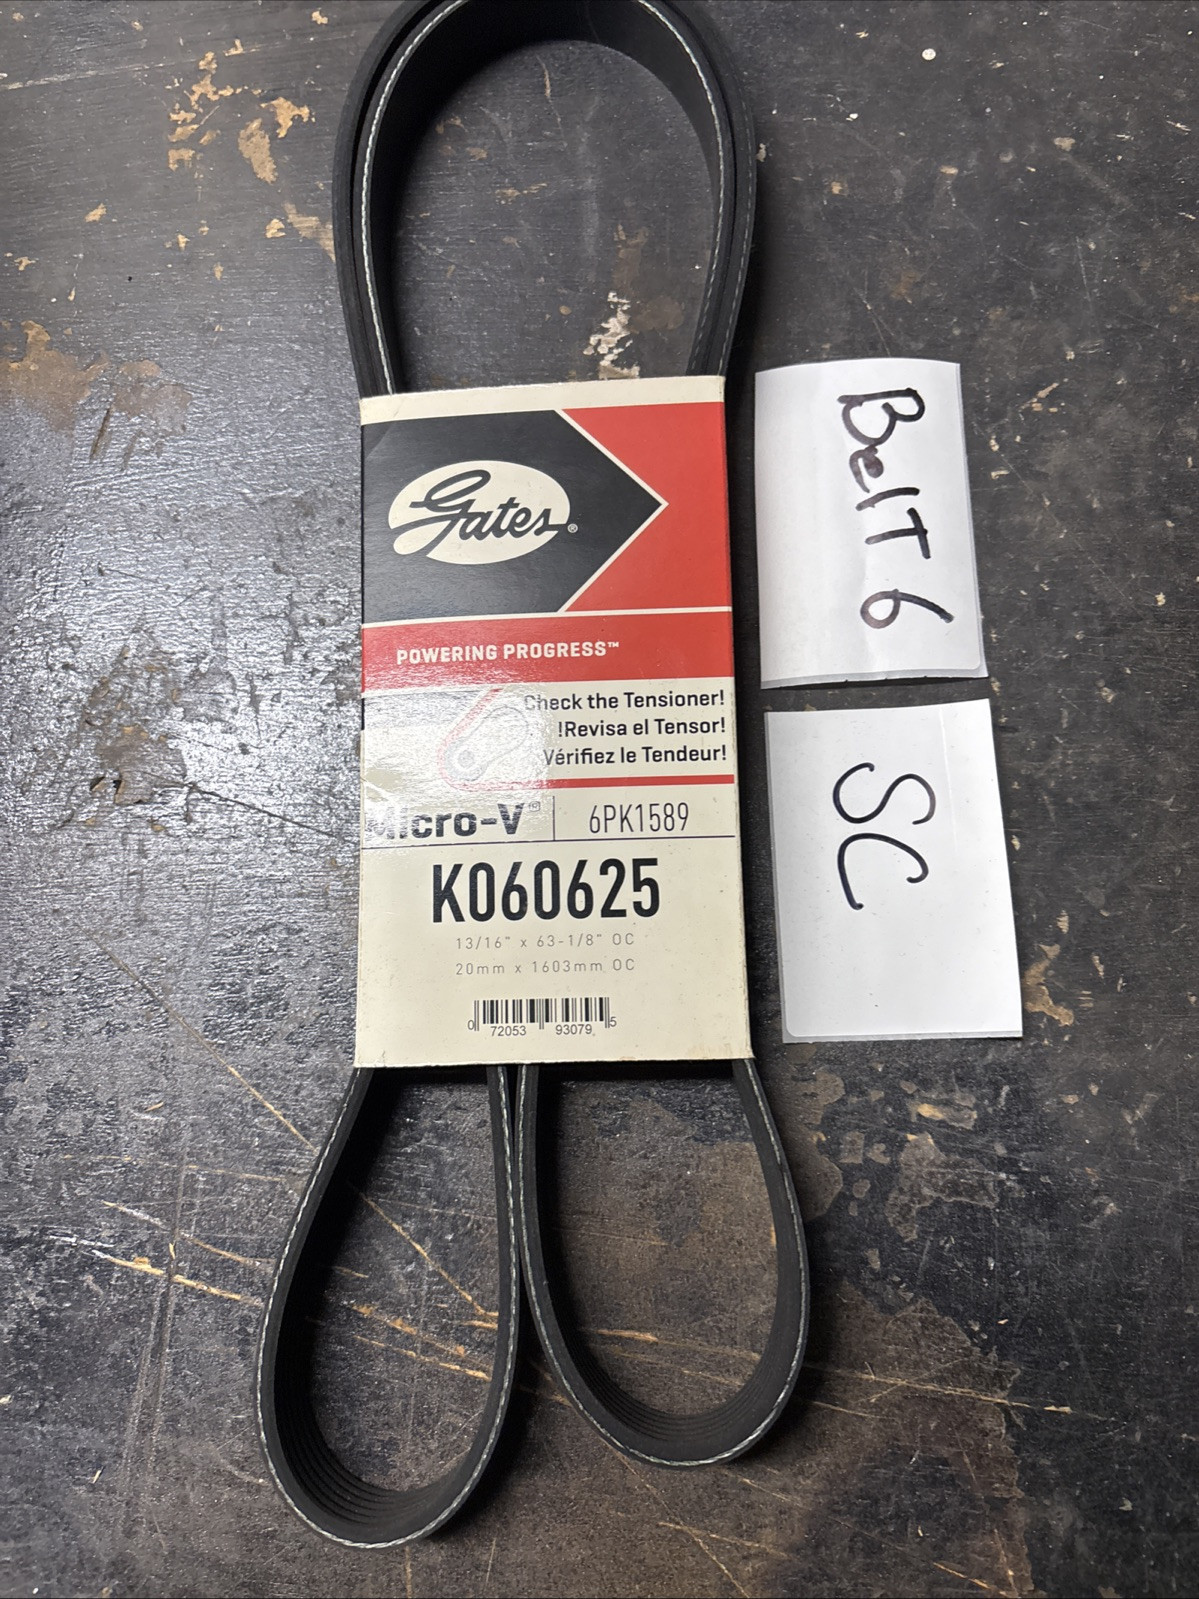 Gates®
POWERING PROGRESS™
Check the Tensioner!
!Revisa el Tensor!
Vérifiez le Tendeur!
Micro-V® 6PK1589
K060625
13/16" x 63-1/8" OC
20mm x 1603mm OC
0 72053 93079 5
BelT 6
SC